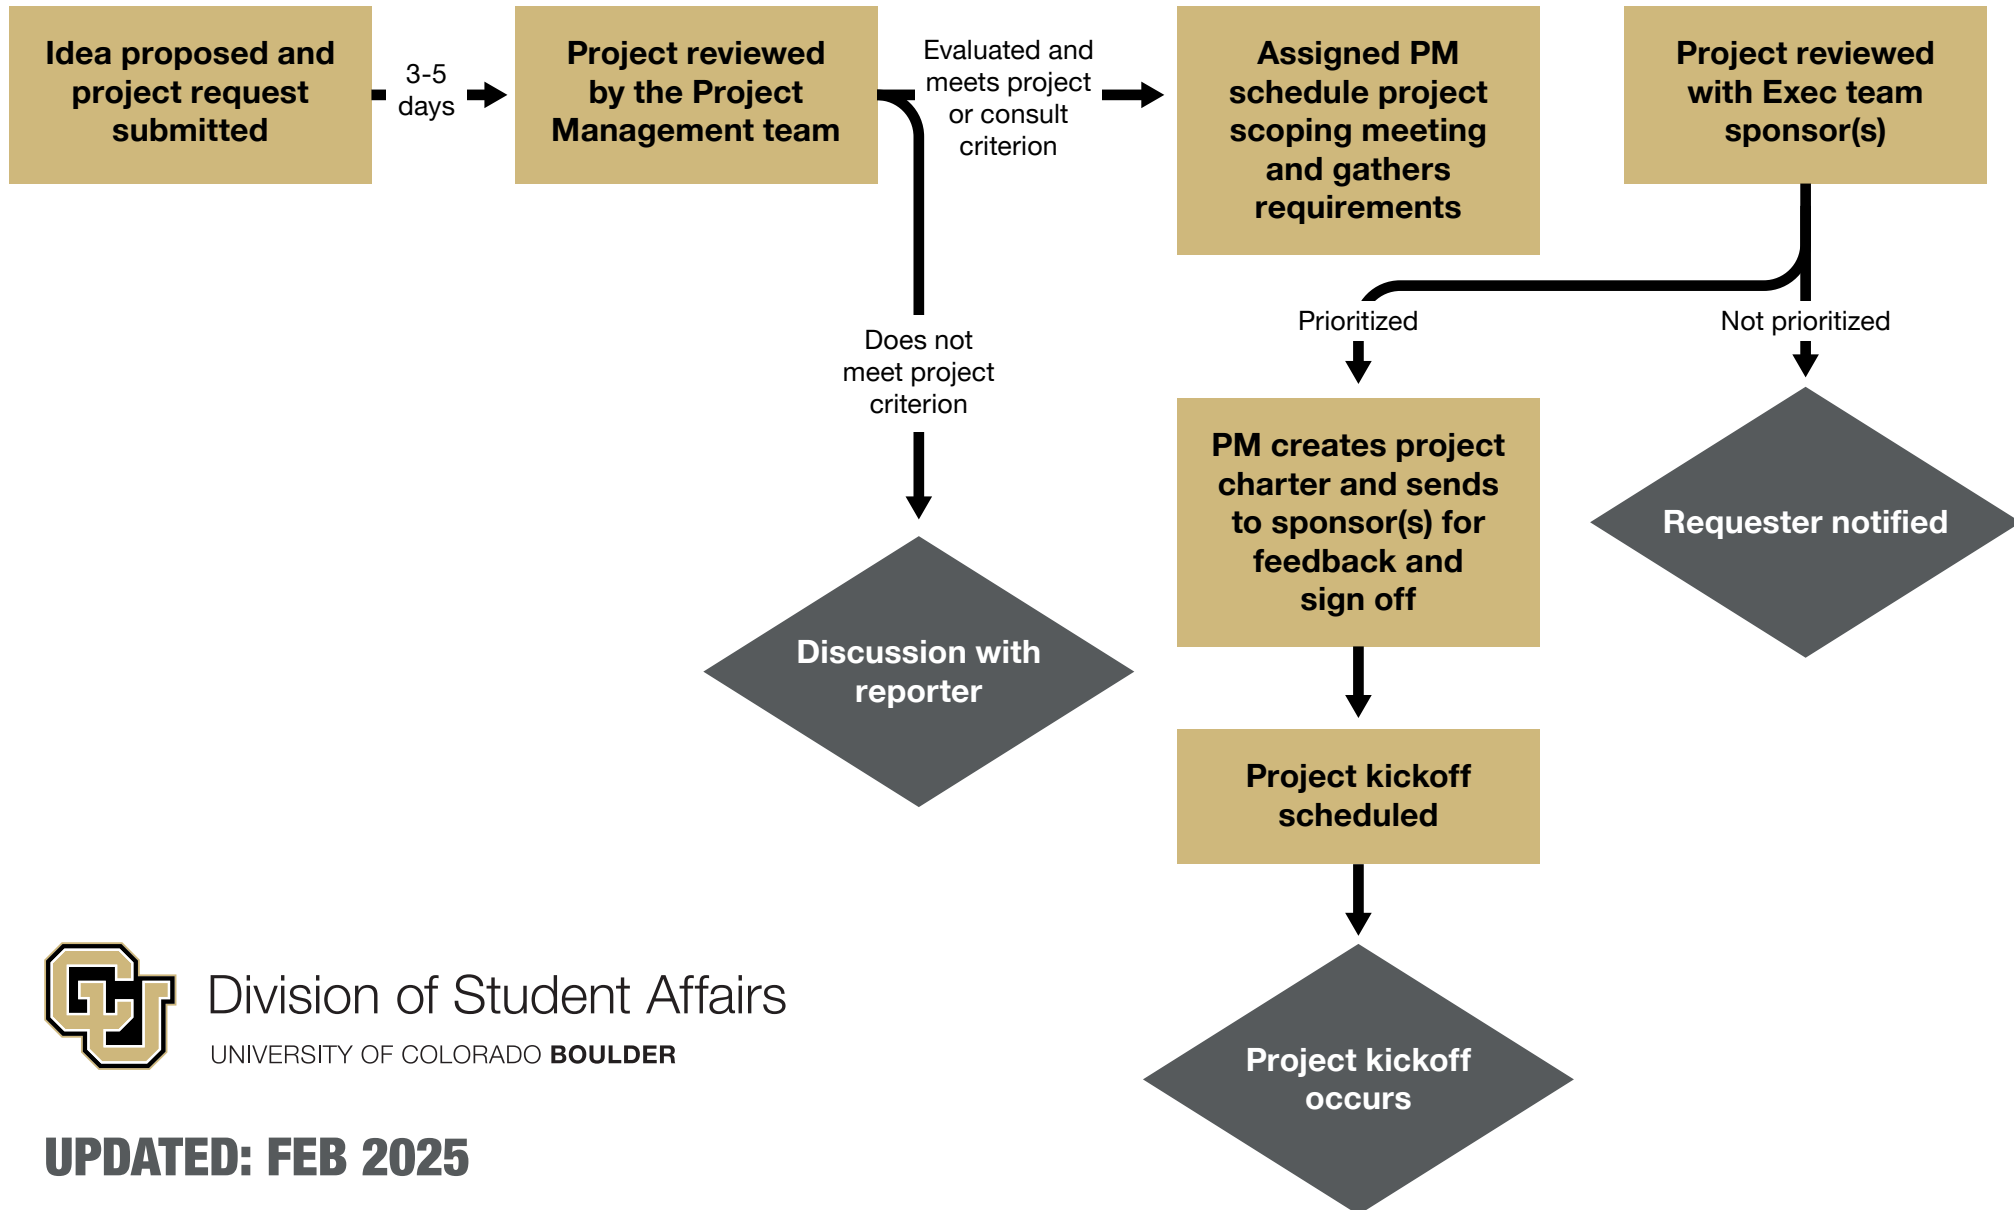 Idea proposed and
project request
submitted
3-5
days
Project reviewed
by the Project
Management team
Evaluated and
meets project
or consult
criterion
Assigned PM
schedule project
scoping meeting
and gathers
requirements
Project reviewed
with Exec team
sponsor(s)
Does not
meet project
criterion
Discussion with
reporter
Prioritized
Not prioritized
PM creates project
charter and sends
to sponsor(s) for
feedback and
sign off
Requester notified
Project kickoff
scheduled
Project kickoff
occurs
CU
Division of Student Affairs
UNIVERSITY OF COLORADO BOULDER
UPDATED: FEB 2025